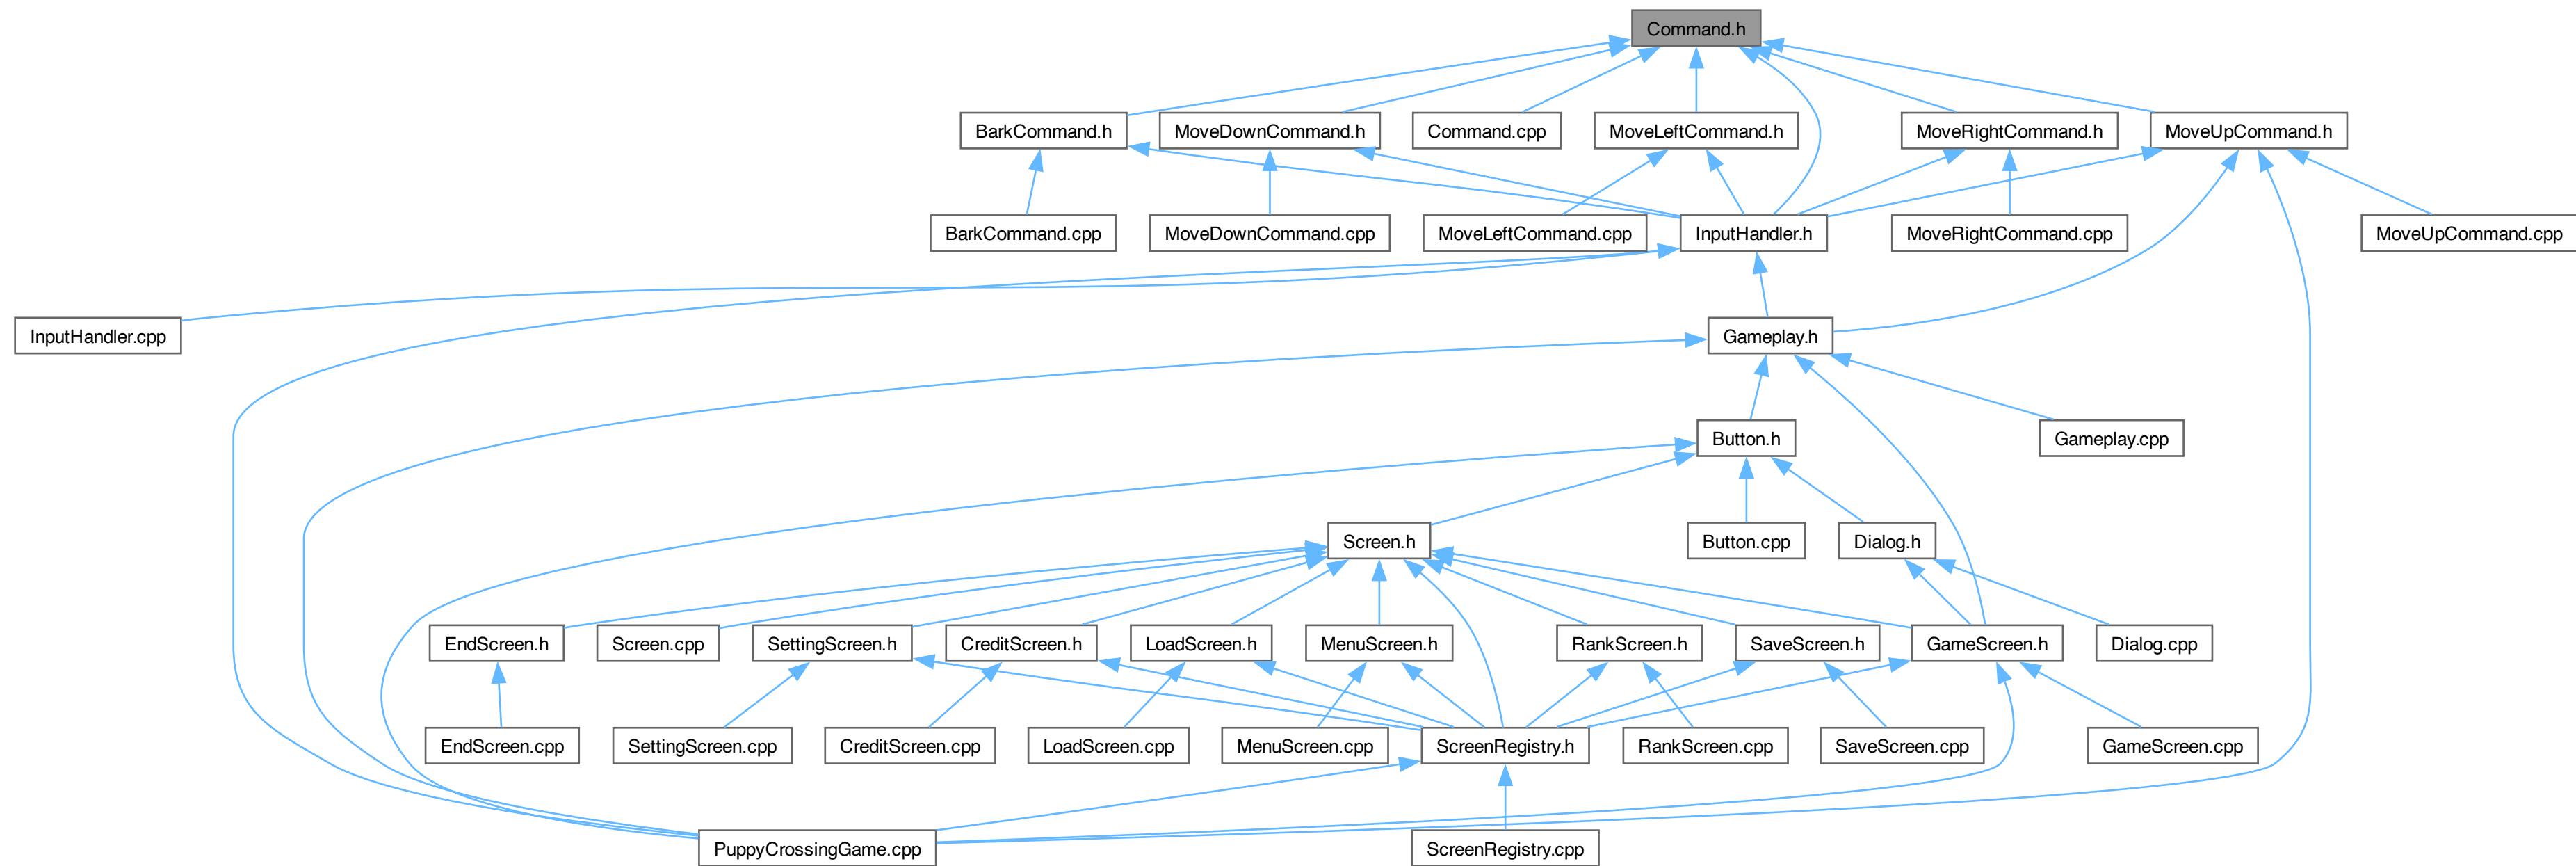 Command.h
BarkCommand.h
MoveDownCommand.h
Command.cpp
MoveLeftCommand.h
MoveRightCommand.h
MoveUpCommand.h
BarkCommand.cpp
MoveDownCommand.cpp
MoveLeftCommand.cpp
InputHandler.h
MoveRightCommand.cpp
MoveUpCommand.cpp
InputHandler.cpp
Gameplay.h
Button.h
Gameplay.cpp
Screen.h
Button.cpp
Dialog.h
EndScreen.h
Screen.cpp
SettingScreen.h
CreditScreen.h
LoadScreen.h
MenuScreen.h
RankScreen.h
SaveScreen.h
GameScreen.h
Dialog.cpp
EndScreen.cpp
SettingScreen.cpp
CreditScreen.cpp
LoadScreen.cpp
MenuScreen.cpp
ScreenRegistry.h
RankScreen.cpp
SaveScreen.cpp
GameScreen.cpp
PuppyCrossingGame.cpp
ScreenRegistry.cpp